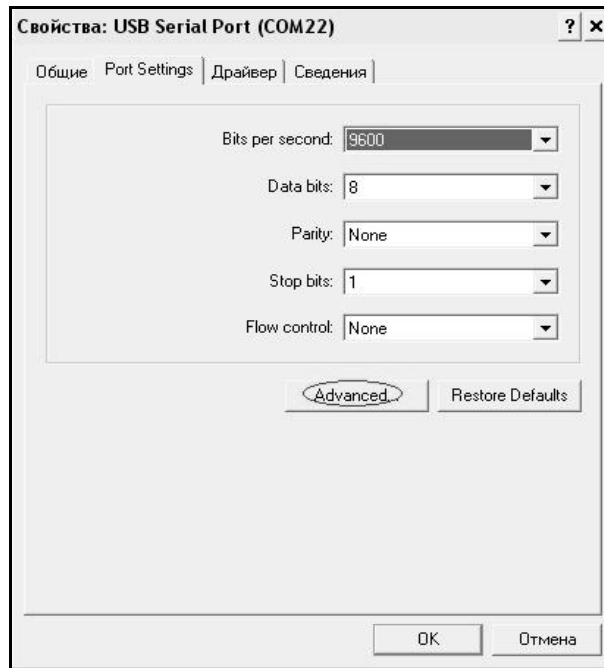 Свойства: USB Serial Port (COM22)
Общие Port Settings Драйвер Сведения
Bits per second: 9600
Data bits: 8
Parity: None
Stop bits: 1
Flow control: None
Advanced... Restore Defaults
OK Отмена